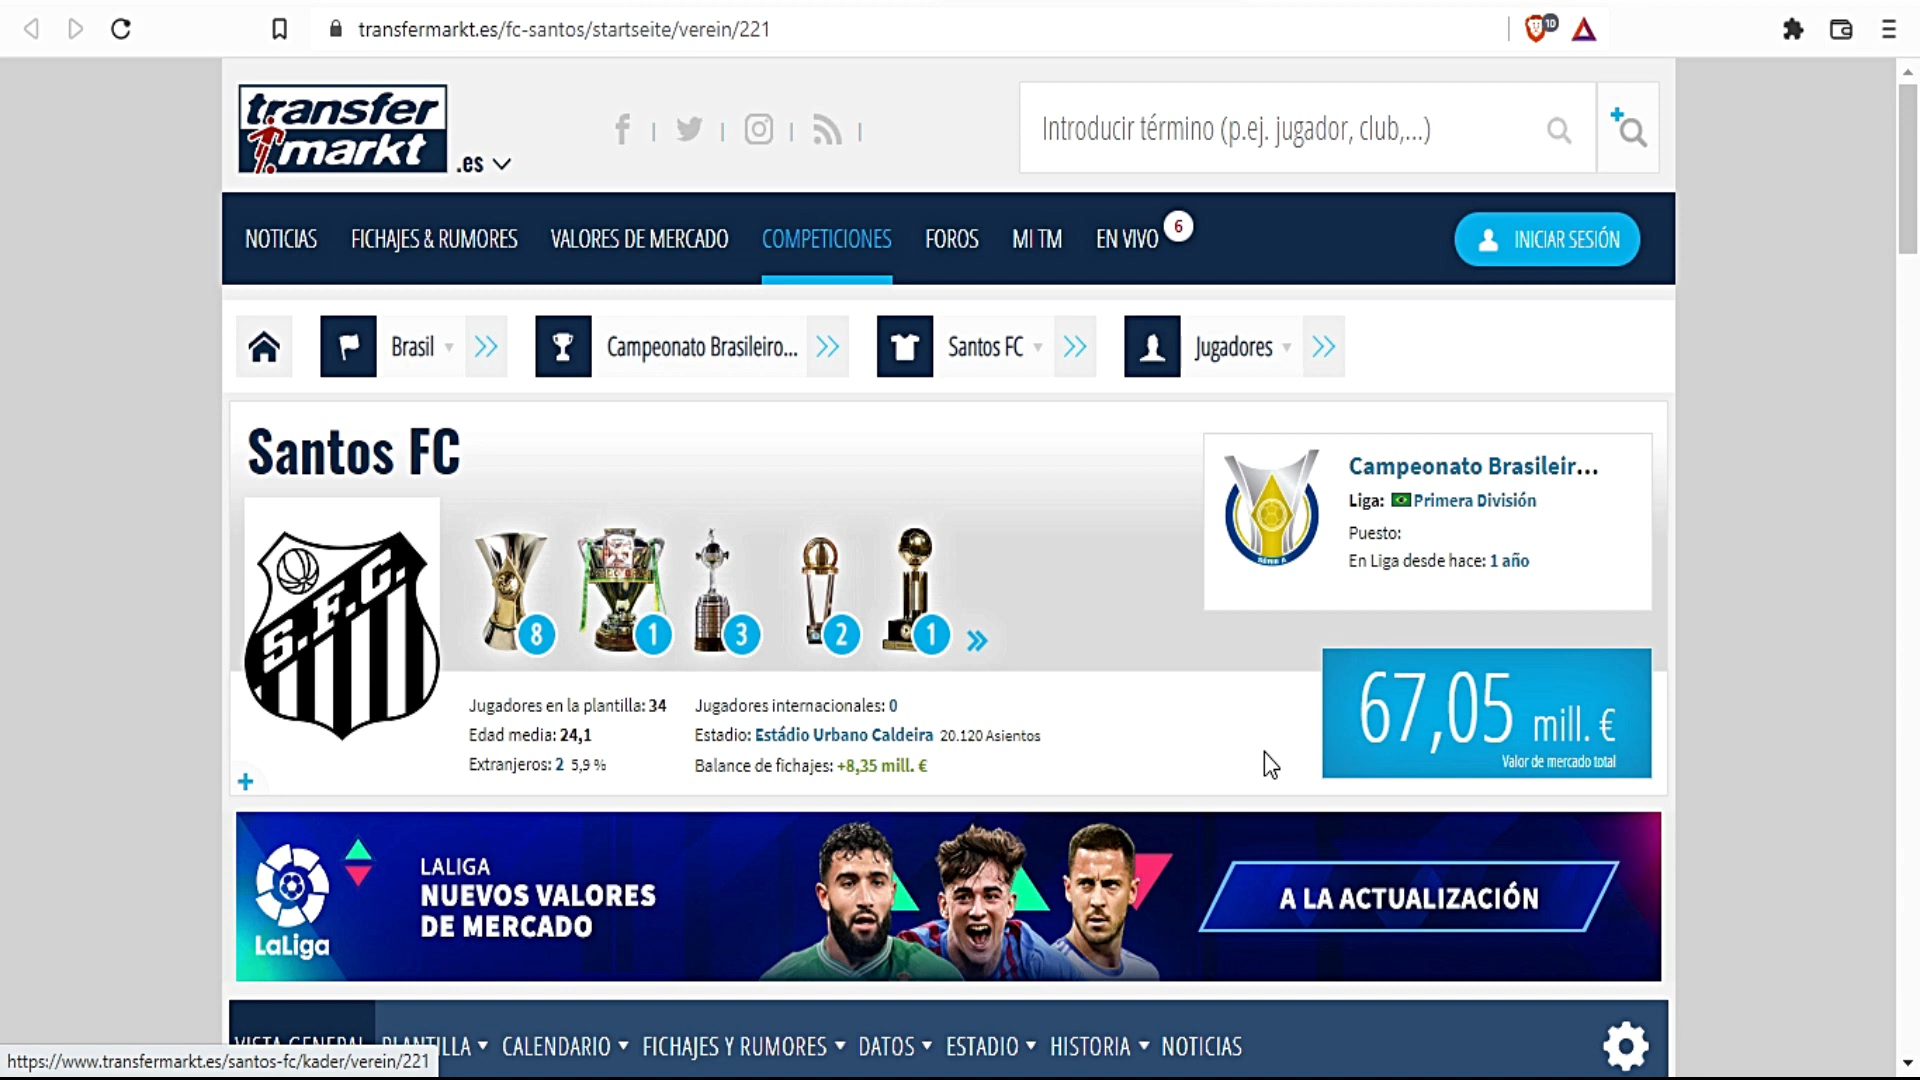 transfermarkt.es/fc-santos/startseite/verein/221
10
transfer
markt
.es
Introducir término (p.ej. jugador, club,...)
NOTICIAS FICHAJES & RUMORES VALORES DE MERCADO COMPETICIONES FOROS MI TM EN VIVO 6 INICIAR SESIÓN
Brasil Campeonato Brasileiro... Santos FC Jugadores
Santos FC
Campeonato Brasileir...
Liga: Primera División
Puesto:
En Liga desde hace: 1 año
S.F.C.
8 1 3 2 1
67,05 mill. €
Valor de mercado total
Jugadores en la plantilla: 34
Edad media: 24,1
Extranjeros: 2 5,9 %
Jugadores internacionales: 0
Estadio: Estádio Urbano Caldeira 20.120 Asientos
Balance de fichajes: +8,35 mill. €
LaLiga
LALIGA
NUEVOS VALORES
DE MERCADO
A LA ACTUALIZACIÓN
VISTA GENERAL PLANTILLA CALENDARIO FICHAJES Y RUMORES DATOS ESTADIO HISTORIA NOTICIAS
https://www.transfermarkt.es/santos-fc/kader/verein/221